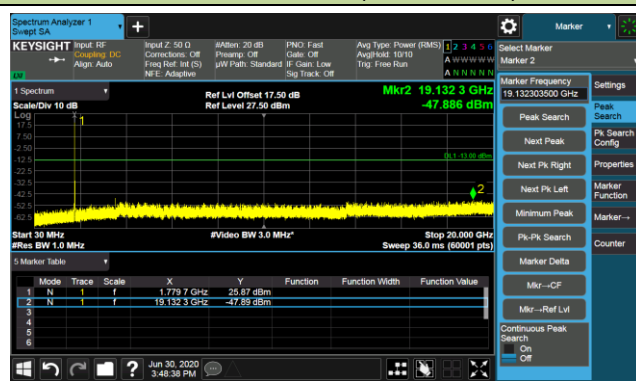 Spectrum Analyzer 1
Swept SA
Marker
KEYSIGHT
Input: RF
Coupling: DC
Align: Auto
Input Z: 50 Ω
Corrections: Off
Freq Ref: Int (S)
NFE: Adaptive
#Atten: 20 dB
Preamp: Off
µW Path: Standard
PNO: Fast
Gate: Off
IF Gain: Low
Sig Track: Off
Avg Type: Power (RMS)
Avg|Hold: 10/10
Trig: Free Run
1 2 3 4 5 6
A W W W W W
A N N N N N
LXI
1 Spectrum
Scale/Div 10 dB
Ref Lvl Offset 17.50 dB
Ref Level 27.50 dBm
Mkr2 19.132 3 GHz
-47.886 dBm
Log
17.5
7.50
-2.50
-12.5
-22.5
-32.5
-42.5
-52.5
-62.5
1
DL1 -13.00 dBm
2
Start 30 MHz
#Res BW 1.0 MHz
#Video BW 3.0 MHz*
Stop 20.000 GHz
Sweep 36.0 ms (60001 pts)
5 Marker Table
Mode Trace Scale X Y Function Function Width Function Value
1 N 1 f 1.779 7 GHz 25.87 dBm
2 N 1 f 19.132 3 GHz -47.89 dBm
3
4
5
6
Jun 30, 2020
3:48:38 PM
Select Marker
Marker 2
Marker Frequency
19.132303500 GHz
Peak Search
Next Peak
Next Pk Right
Next Pk Left
Minimum Peak
Pk-Pk Search
Marker Delta
Mkr→CF
Mkr→Ref Lvl
Continuous Peak
Search
On
Off
Settings
Peak
Search
Pk Search
Config
Properties
Marker
Function
Marker→
Counter